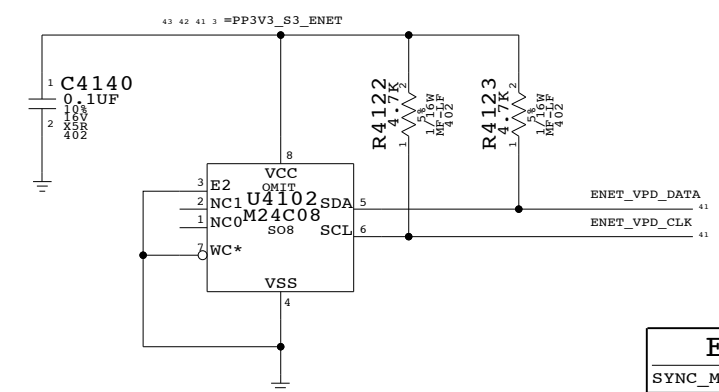 43 42 41 3 =PP3V3_S3_ENET
1 C4140
0.1UF
10%
16V
2 X5R
402
R4122
4.7K
5%
1/16W
MF-LF
402
2
1
R4123
4.7K
5%
1/16W
MF-LF
402
2
1
8
VCC
OMIT
3 E2
U4102
2 NC1
M24C08
1 NC0
SO8
7 WC*
SDA 5
SCL 6
VSS
4
ENET_VPD_DATA
41
ENET_VPD_CLK
41
E
SYNC_M